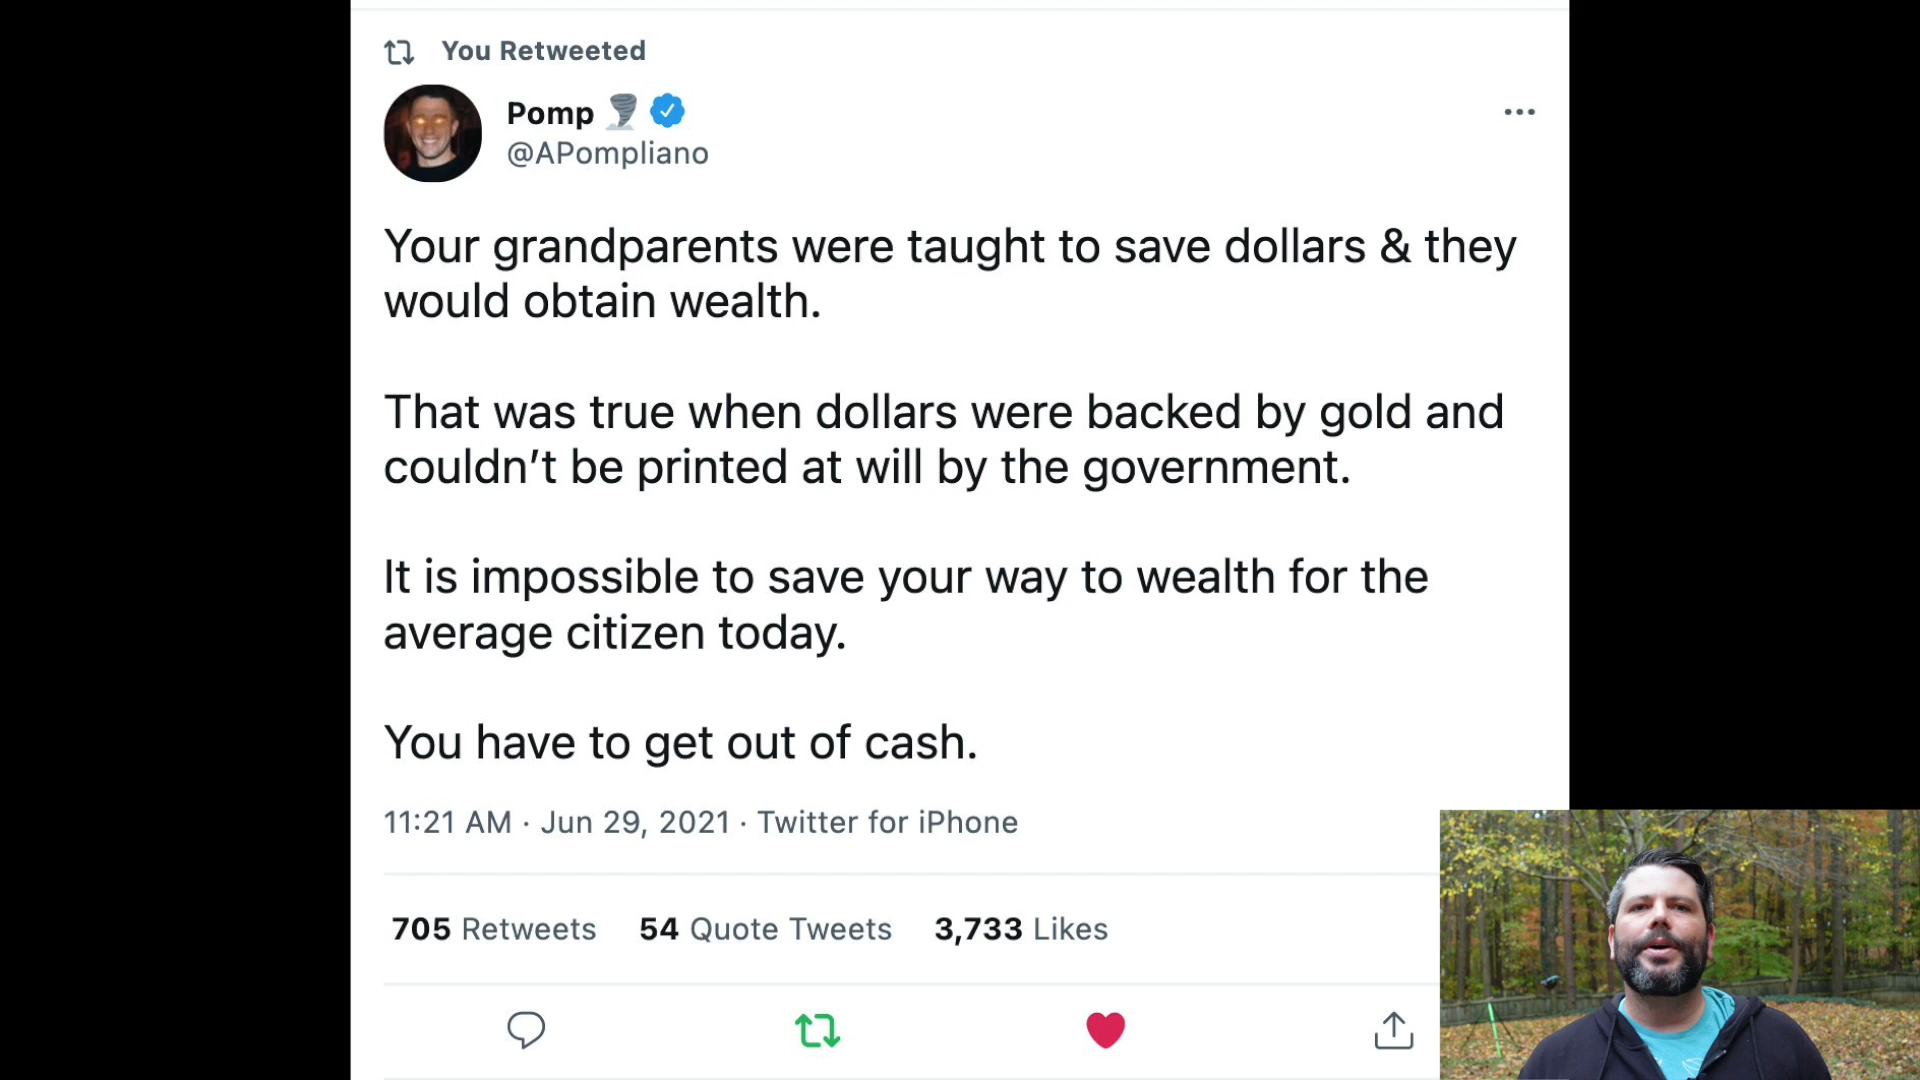 You Retweeted
Pomp
@APompliano
Your grandparents were taught to save dollars & they
would obtain wealth.
That was true when dollars were backed by gold and
couldn't be printed at will by the government.
It is impossible to save your way to wealth for the
average citizen today.
You have to get out of cash.
11:21 AM · Jun 29, 2021 · Twitter for iPhone
705 Retweets 54 Quote Tweets 3,733 Likes